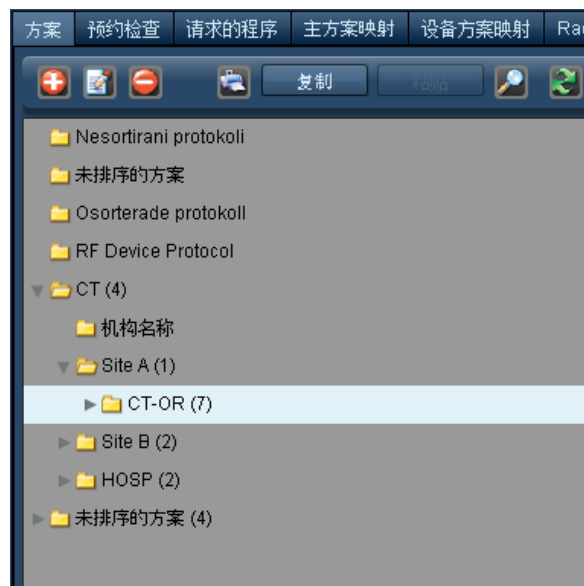 方案 预约检查 请求的程序 主方案映射 设备方案映射 Rad
复制 粘贴
Nesortirani protokoli
未排序的方案
Osorterade protokoll
RF Device Protocol
CT (4)
机构名称
Site A (1)
CT-OR (7)
Site B (2)
HOSP (2)
未排序的方案 (4)